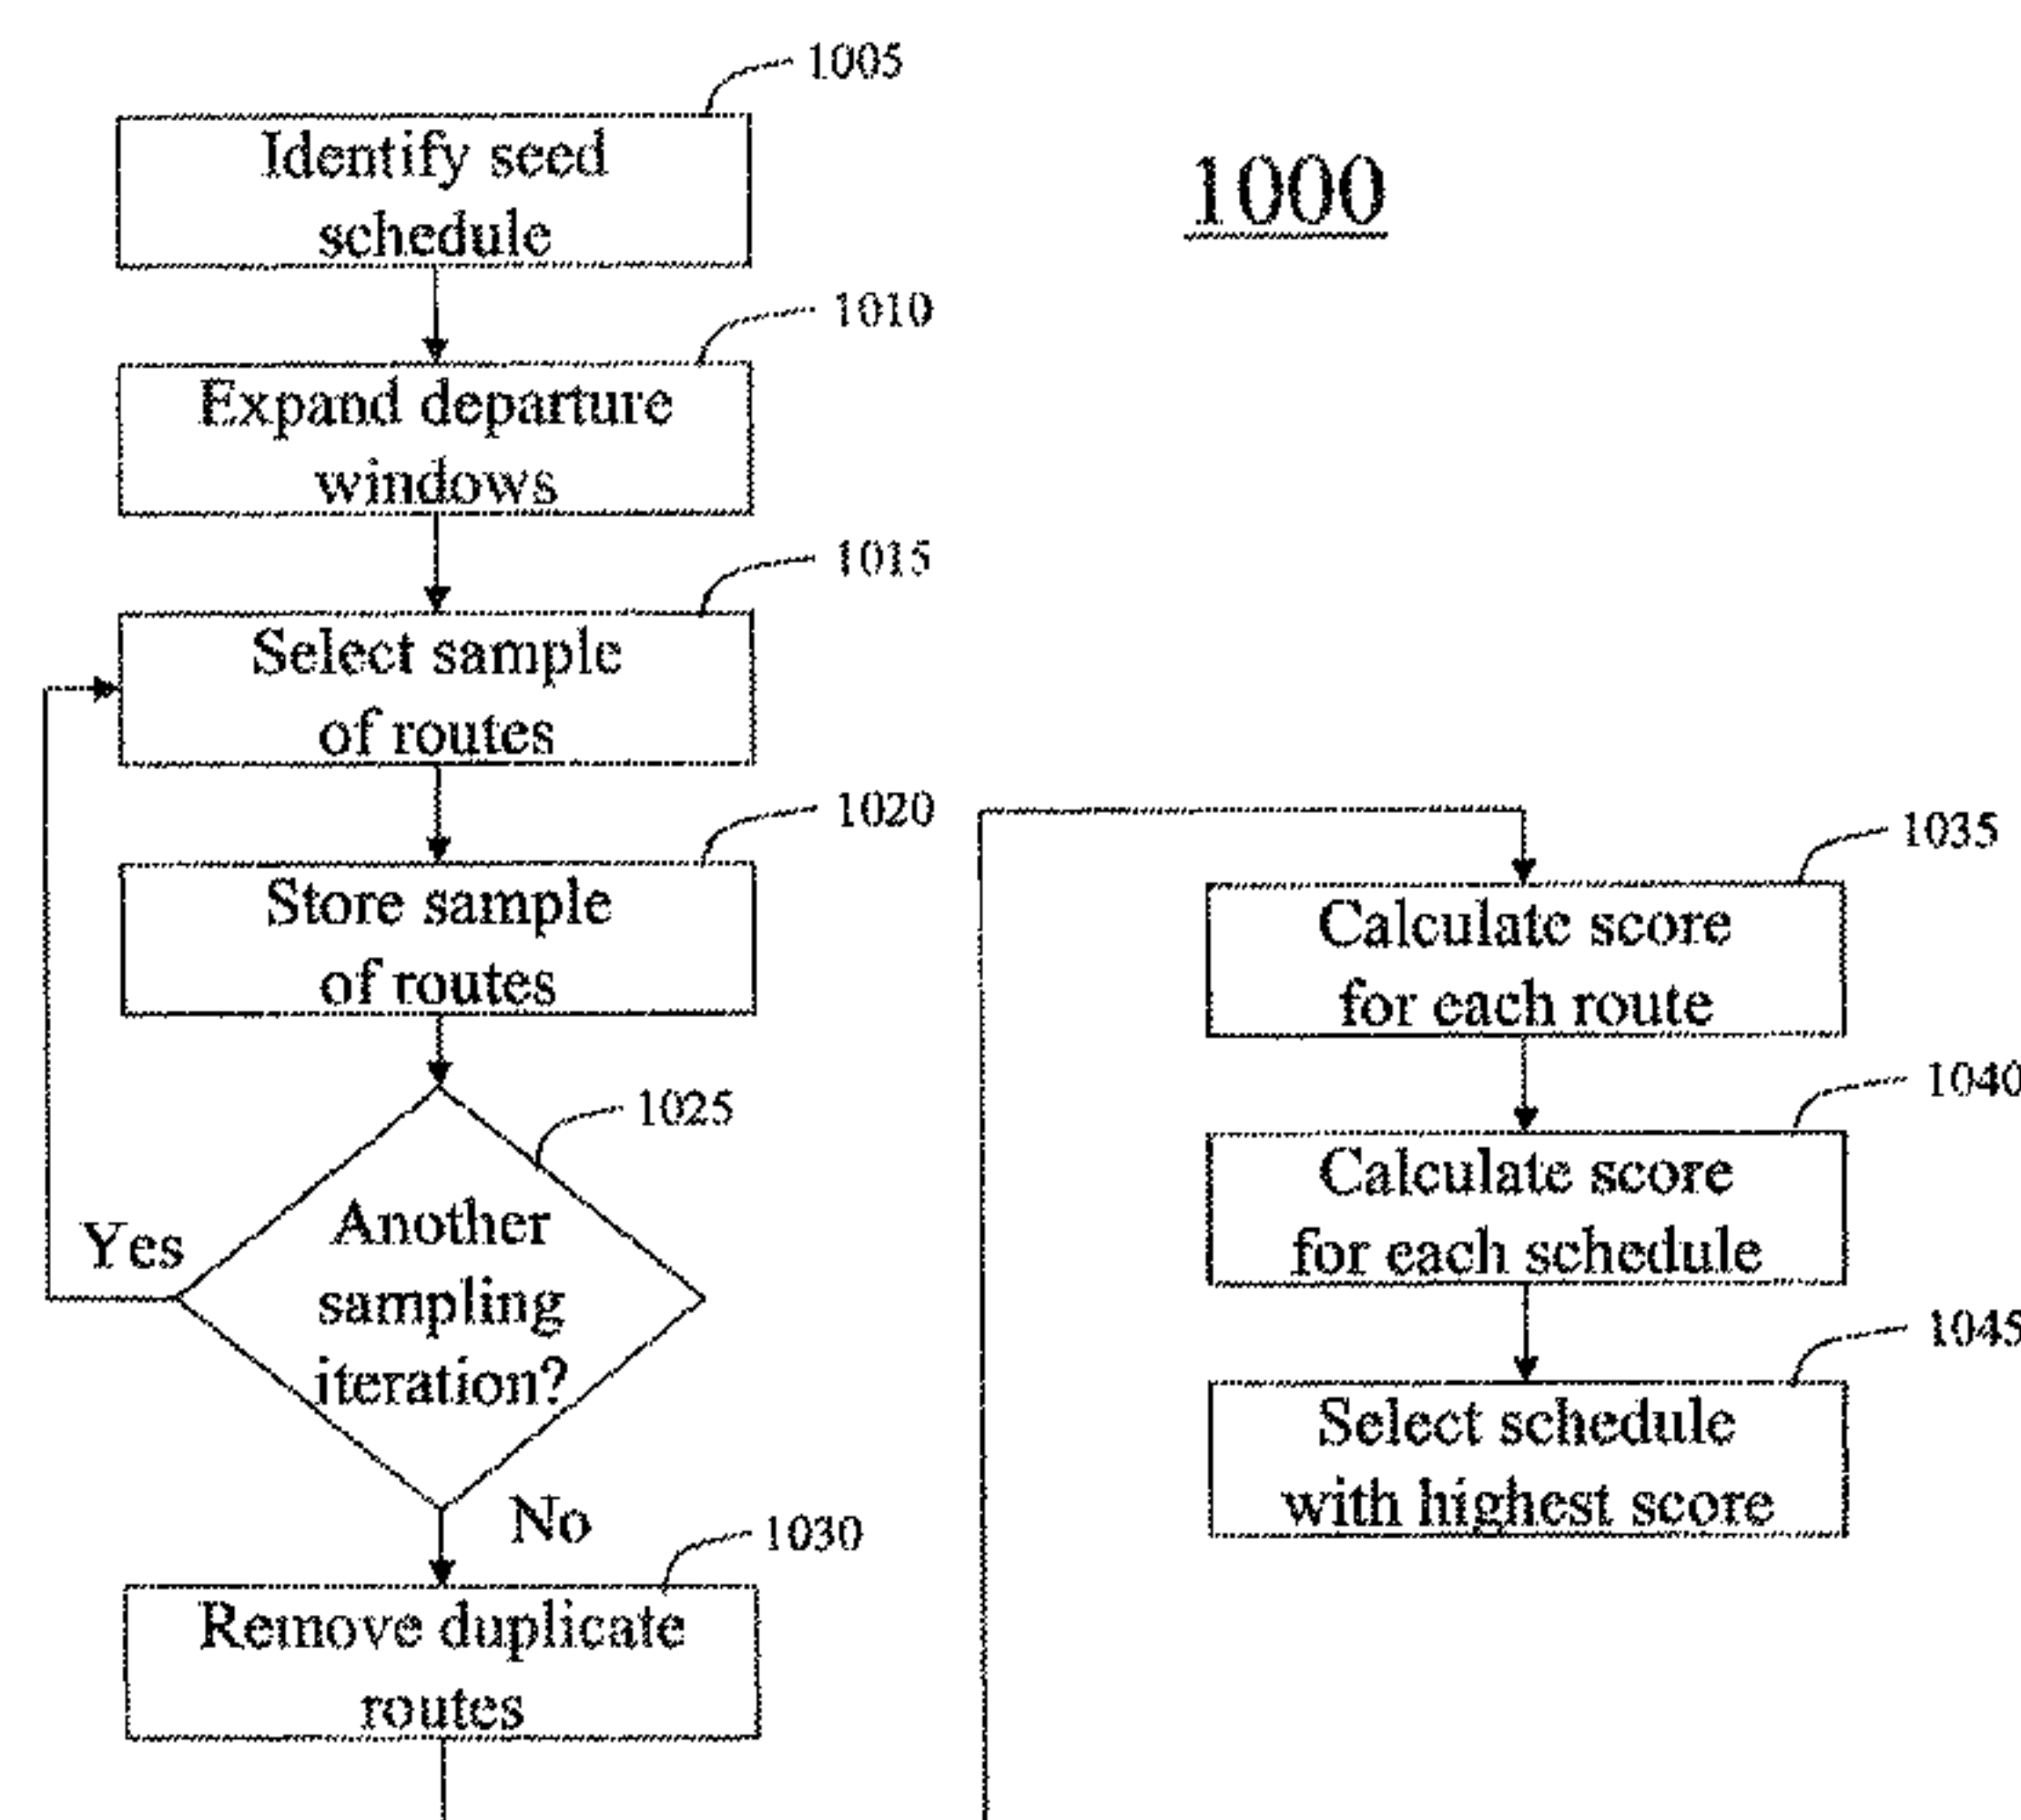 1005
Identify seed
schedule
1000
1010
Expand departure
windows
1015
Select sample
of routes
1020
Store sample
of routes
1025
Another
sampling
iteration?
Yes
No
1030
Remove duplicate
routes
1035
Calculate score
for each route
1040
Calculate score
for each schedule
1045
Select schedule
with highest score